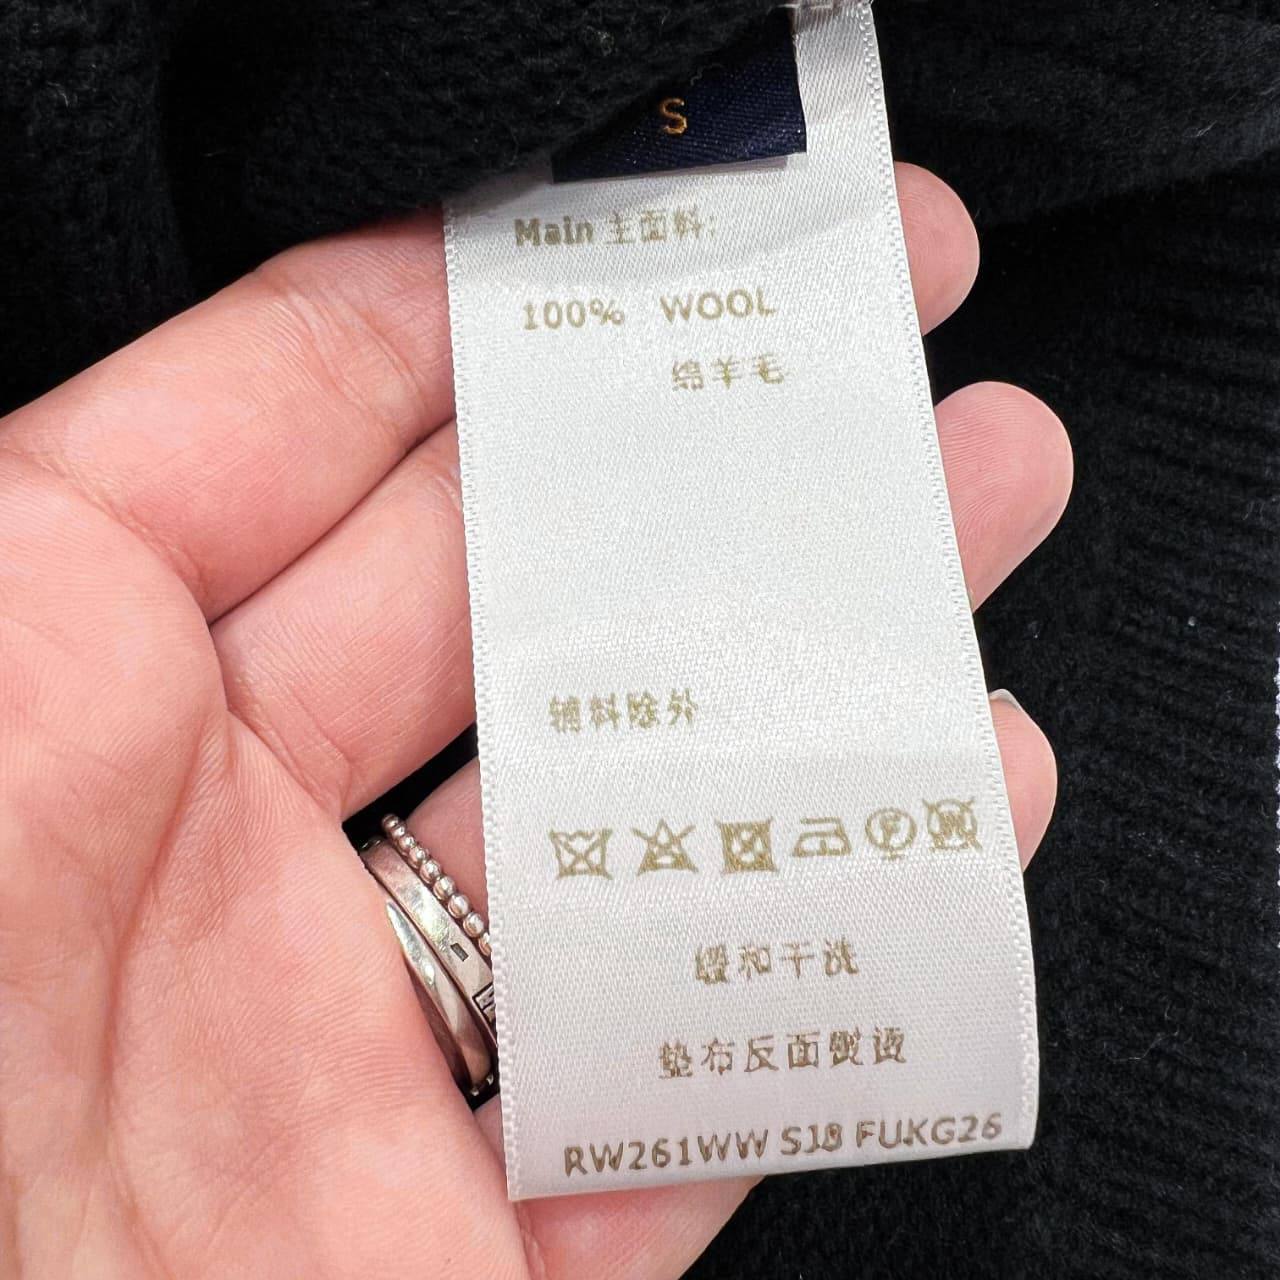 S
Main 主面料:
100% WOOL
绵羊毛
辅料除外
F W
缓和干洗
垫布反面熨烫
RW261WW SJ8 FUKG26